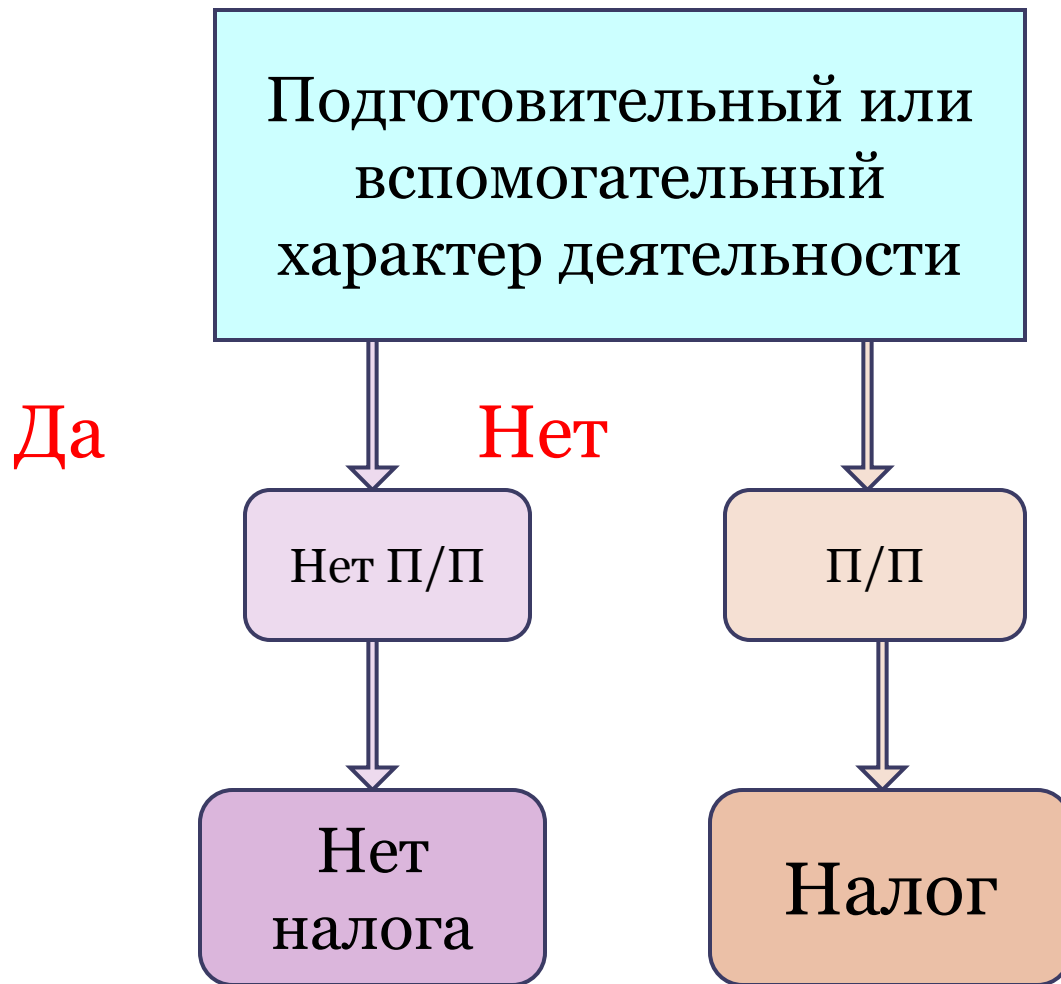 Подготовительный или
вспомогательный
характер деятельности
Да
Нет
Нет П/П
П/П
Нет
налога
Налог